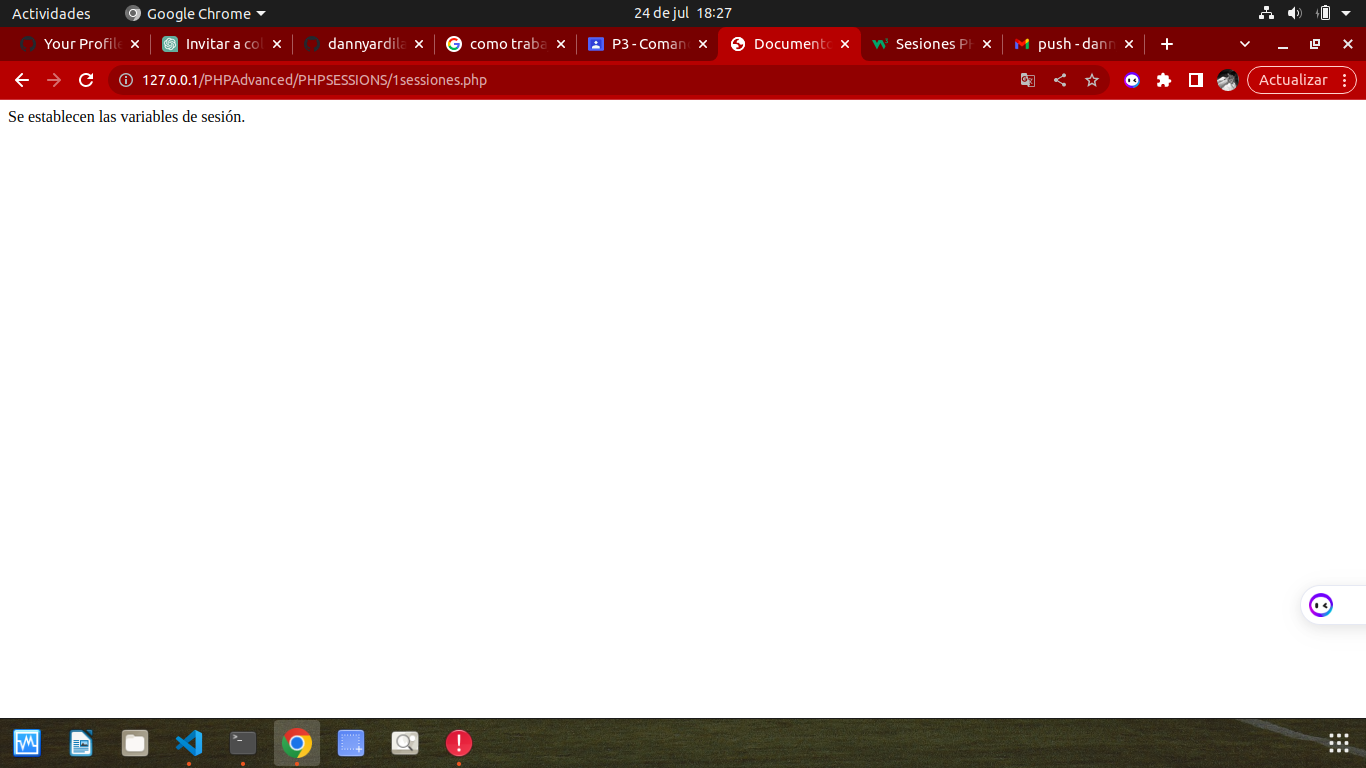 Actividades Google Chrome 24 de jul 18:27
Your Profile Invitar a col dannyardila como traba P3 - Coman Documento Sesiones PH push - dann
127.0.0.1/PHPAdvanced/PHPSESSIONS/1sessiones.php Actualizar
Se establecen las variables de sesión.